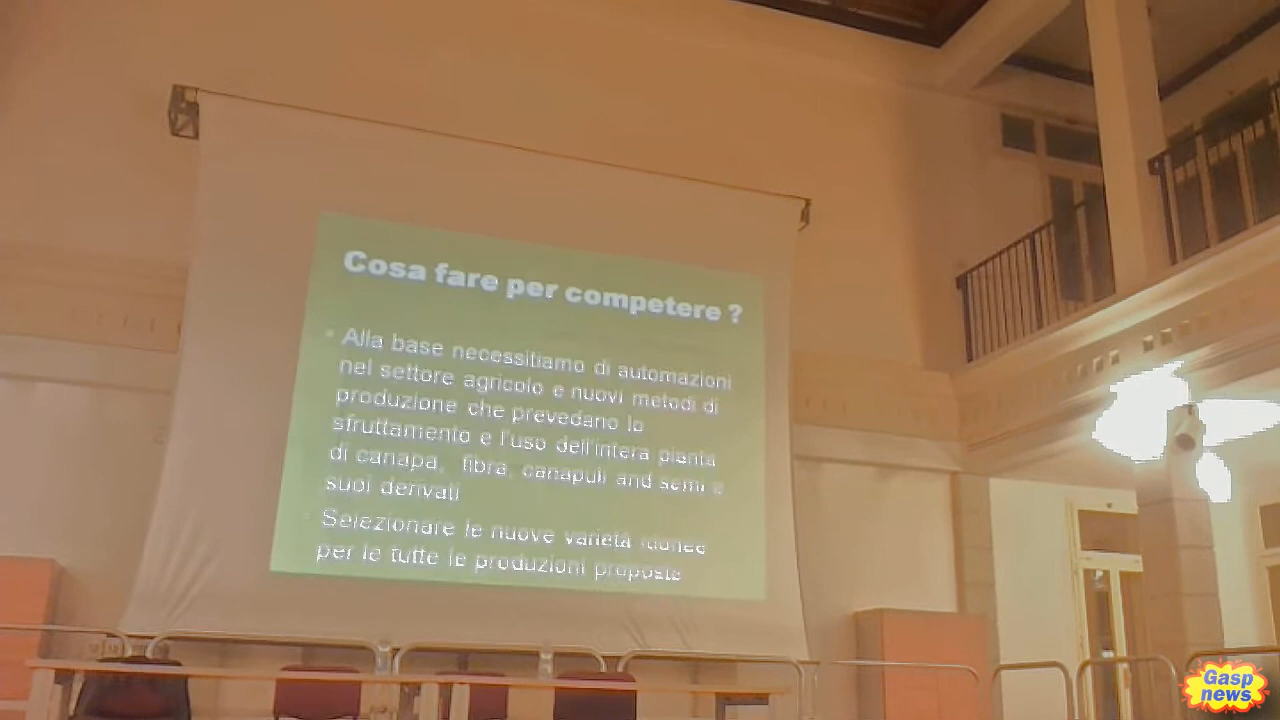 Cosa fare per competere ?
Alla base necessitiamo di automazioni
nel settore agricolo e nuovi metodi di
produzione che prevedano lo
sfruttamento e l'uso dell'intera pianta
di canapa, fibra, canapuli and semi e
suoi derivati
Selezionare le nuove varietà idonee
per le tutte le produzioni proposte
Gasp
news